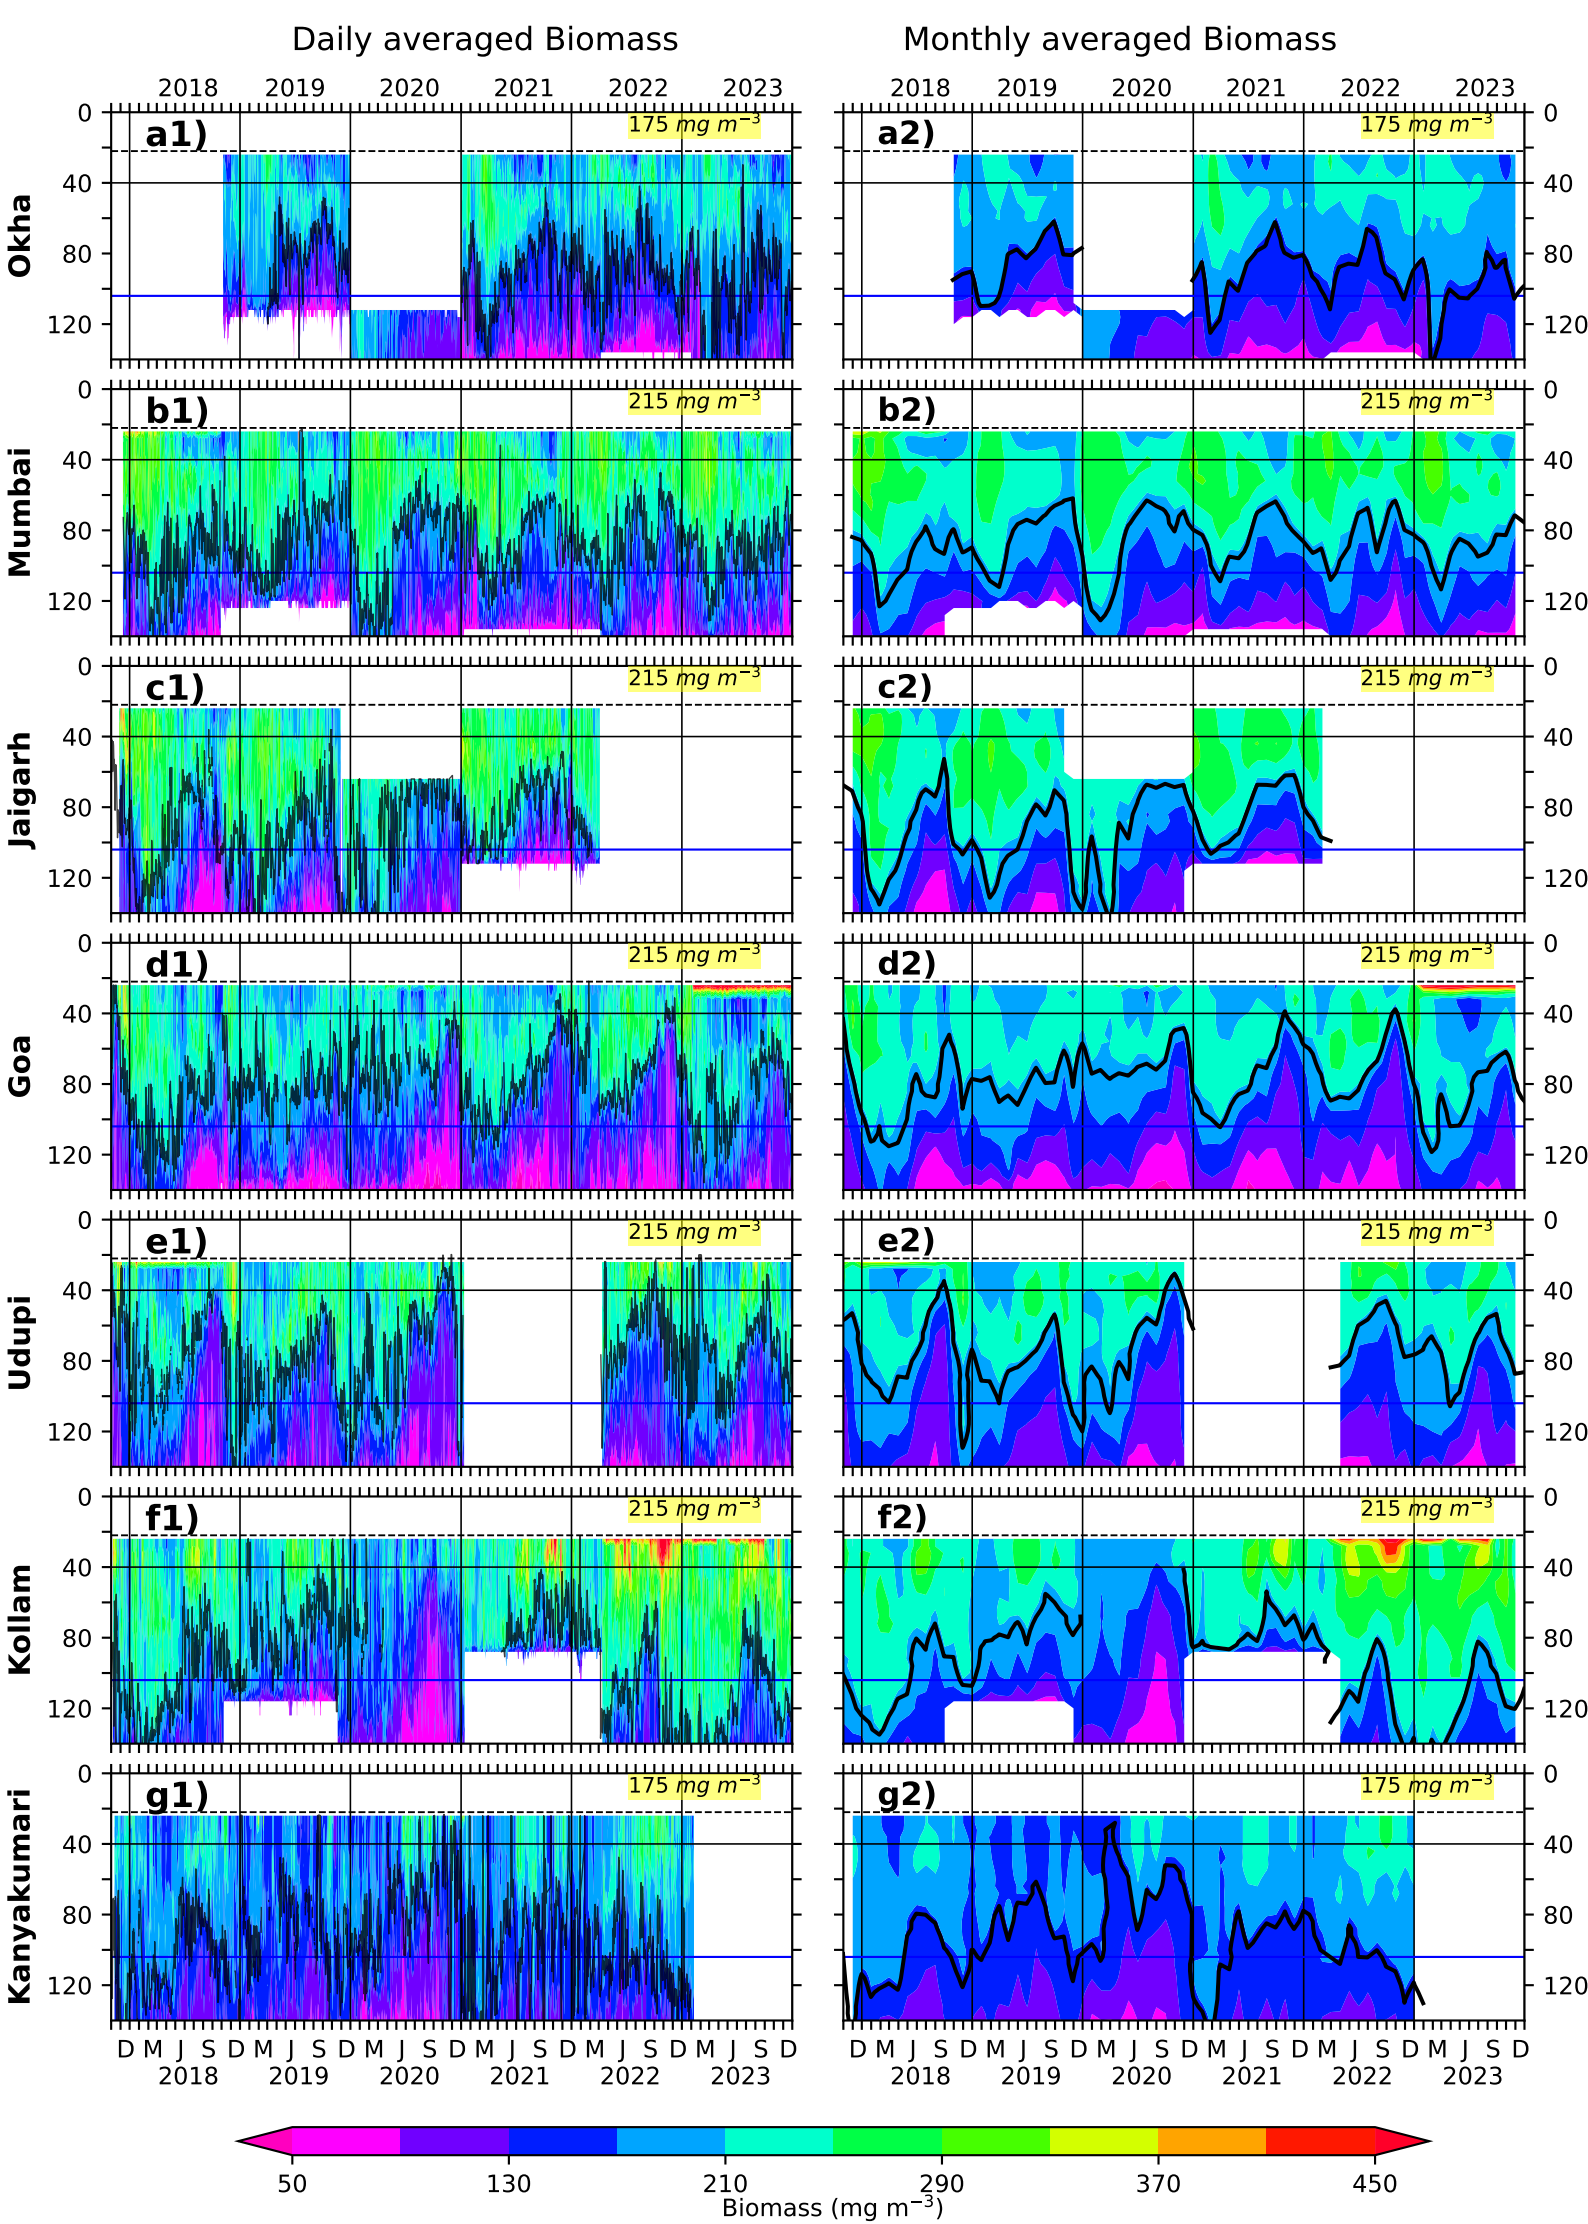 Daily averaged Biomass Monthly averaged Biomass
2018 2019 2020 2021 2022 2023 2018 2019 2020 2021 2022 2023
Okha
0 40 80 120
a1) 175 mg m⁻³
a2) 175 mg m⁻³
0 40 80 120
Mumbai
0 40 80 120
b1) 215 mg m⁻³
b2) 215 mg m⁻³
0 40 80 120
Jaigarh
0 40 80 120
c1) 215 mg m⁻³
c2) 215 mg m⁻³
0 40 80 120
Goa
0 40 80 120
d1) 215 mg m⁻³
d2) 215 mg m⁻³
0 40 80 120
Udupi
0 40 80 120
e1) 215 mg m⁻³
e2) 215 mg m⁻³
0 40 80 120
Kollam
0 40 80 120
f1) 215 mg m⁻³
f2) 215 mg m⁻³
0 40 80 120
Kanyakumari
0 40 80 120
g1) 175 mg m⁻³
g2) 175 mg m⁻³
0 40 80 120
D M J S D M J S D M J S D M J S D M J S D M J S D D M J S D M J S D M J S D M J S D M J S D M J S D
2018 2019 2020 2021 2022 2023 2018 2019 2020 2021 2022 2023
50 130 210 290 370 450
Biomass (mg m⁻³)